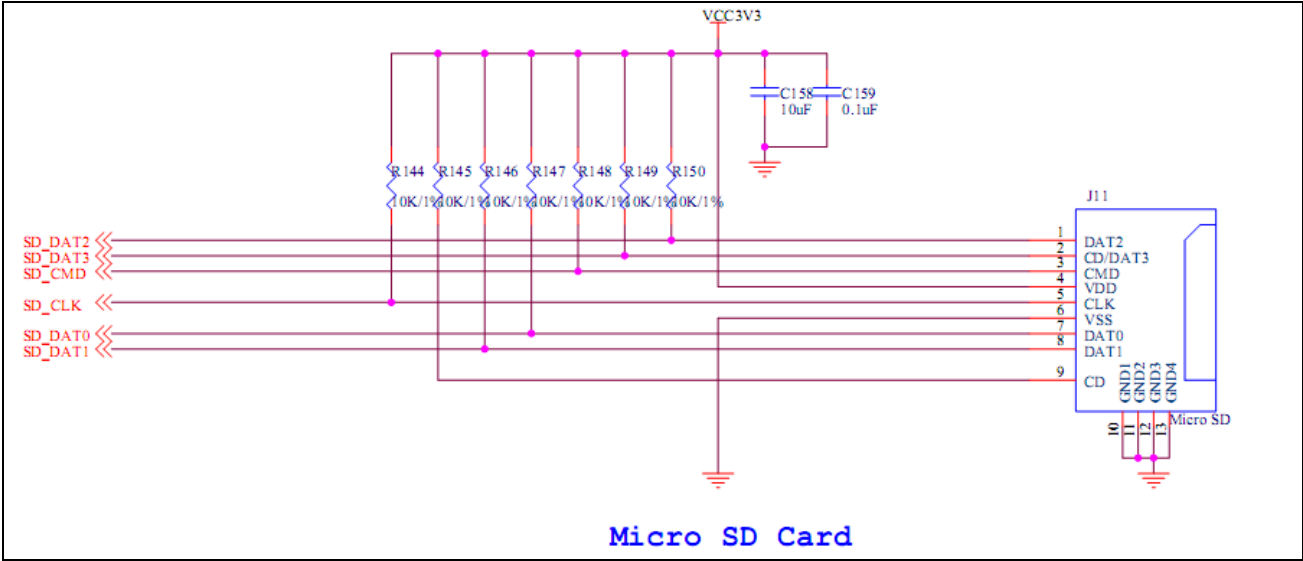 VCC3V3
C158
10uF
C159
0.1uF
R144
10K/1%
R145
10K/1%
R146
10K/1%
R147
10K/1%
R148
10K/1%
R149
10K/1%
R150
10K/1%
J11
SD_DAT2
SD_DAT3
SD_CMD
SD_CLK
SD_DAT0
SD_DAT1
1
2
3
4
5
6
7
8
9
DAT2
CD/DAT3
CMD
VDD
CLK
VSS
DAT0
DAT1
CD
GND1
GND2
GND3
GND4
10
11
12
13
Micro SD
Micro SD Card